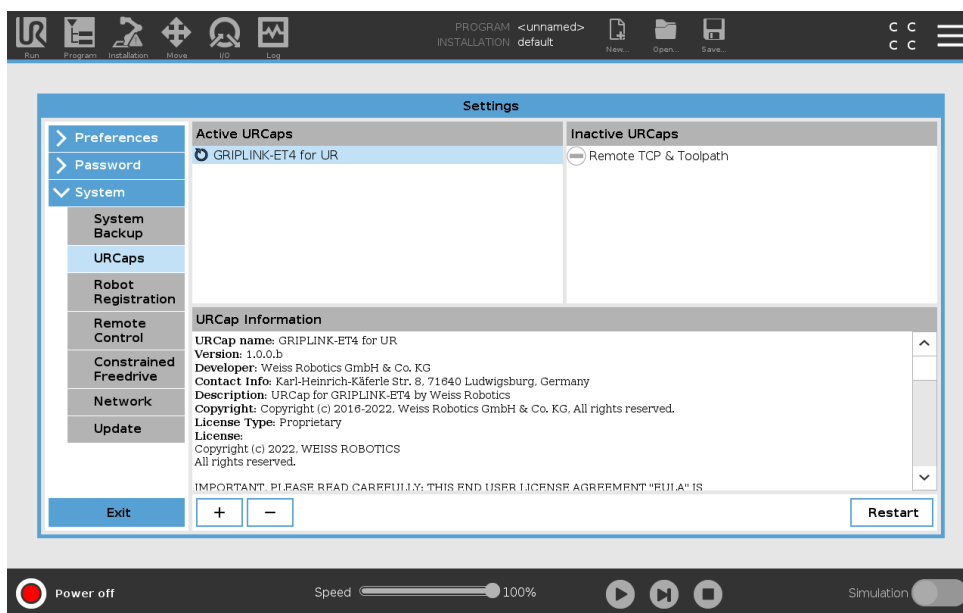 PROGRAM <unnamed>
INSTALLATION default
UR
Run
Program
Installation
Move
I/O
Log
New...
Open...
Save...
C C
C C
Settings
Preferences
Password
System
System
Backup
URCaps
Robot
Registration
Remote
Control
Constrained
Freedrive
Network
Update
Exit
Active URCaps
GRIPLINK-ET4 for UR
Inactive URCaps
Remote TCP & Toolpath
URCap Information
URCap name: GRIPLINK-ET4 for UR
Version: 1.0.0.b
Developer: Weiss Robotics GmbH & Co. KG
Contact Info: Karl-Heinrich-Käferle Str. 8, 71640 Ludwigsburg, Germany
Description: URCap for GRIPLINK-ET4 by Weiss Robotics
Copyright: Copyright (c) 2016-2022, Weiss Robotics GmbH & Co. KG, All rights reserved.
License Type: Proprietary
License:
Copyright (c) 2022, WEISS ROBOTICS
All rights reserved.
IMPORTANT, PLEASE READ CAREFULLY: THIS END USER LICENSE AGREEMENT "EULA" IS
+
−
Restart
Power off
Speed
100%
Simulation